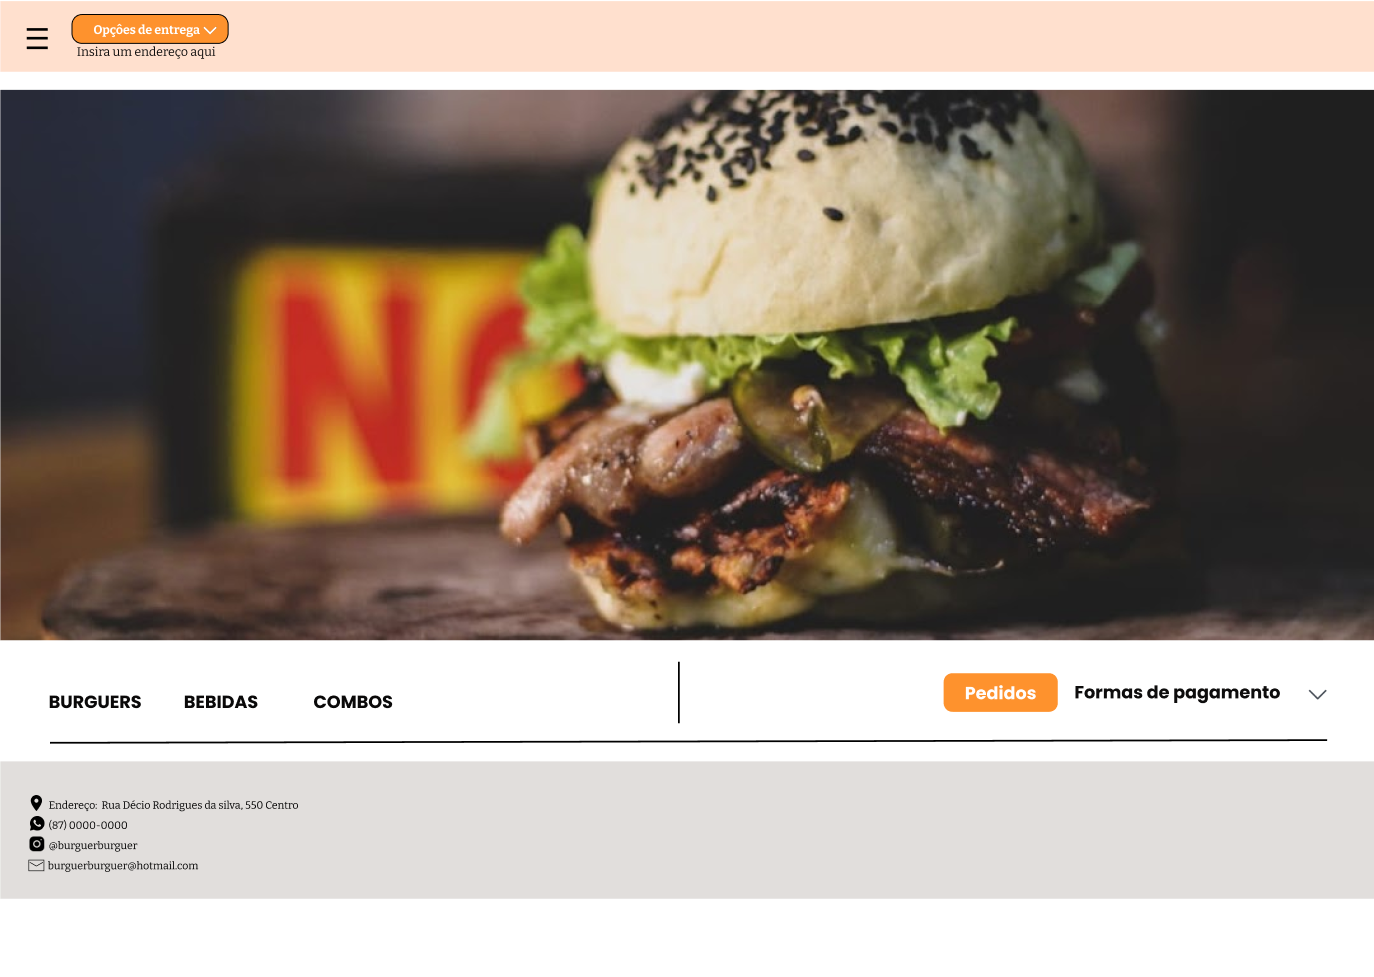 Opções de entrega
Insira um endereço aqui
NO
BURGUERS BEBIDAS COMBOS Pedidos Formas de pagamento
Endereço: Rua Décio Rodrigues da silva, 550 Centro
(87) 0000-0000
@burguerburguer
burguerburguer@hotmail.com